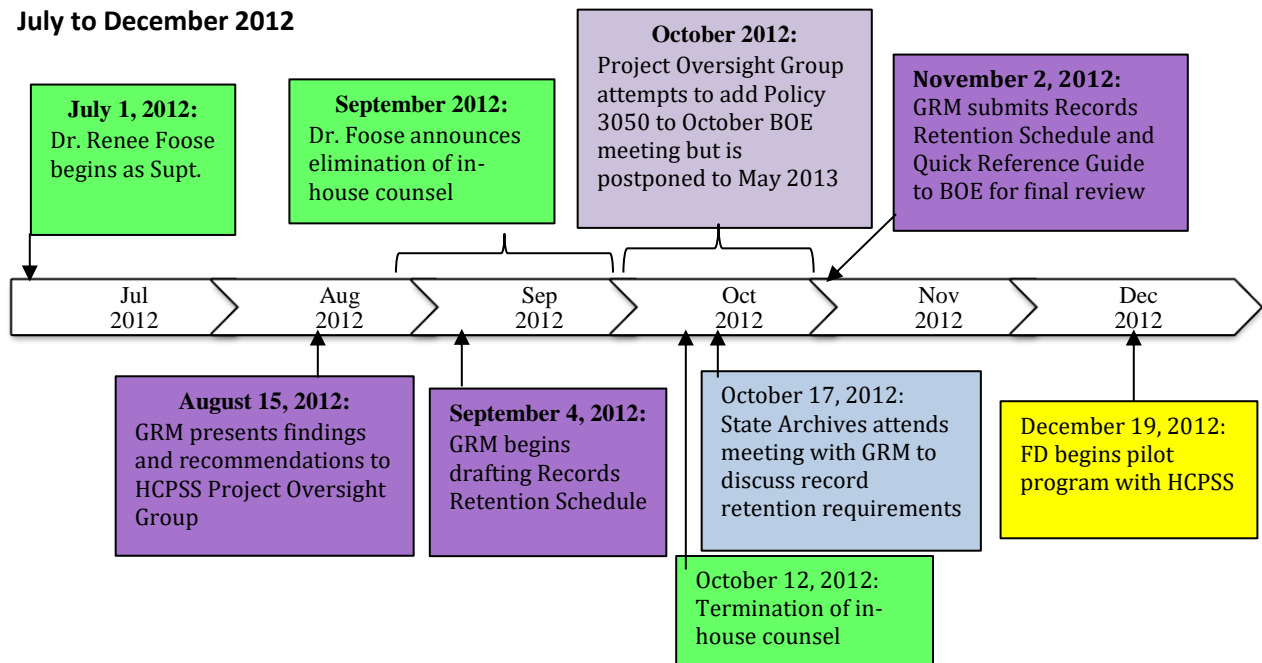 July to December 2012
July 1, 2012:
Dr. Renee Foose
begins as Supt.
September 2012:
Dr. Foose announces
elimination of in-
house counsel
October 2012:
Project Oversight Group
attempts to add Policy
3050 to October BOE
meeting but is
postponed to May 2013
November 2, 2012:
GRM submits Records
Retention Schedule and
Quick Reference Guide
to BOE for final review
Jul
2012
Aug
2012
Sep
2012
Oct
2012
Nov
2012
Dec
2012
August 15, 2012:
GRM presents findings
and recommendations to
HCPSS Project Oversight
Group
September 4, 2012:
GRM begins
drafting Records
Retention Schedule
October 17, 2012:
State Archives attends
meeting with GRM to
discuss record
retention requirements
December 19, 2012:
FD begins pilot
program with HCPSS
October 12, 2012:
Termination of in-
house counsel